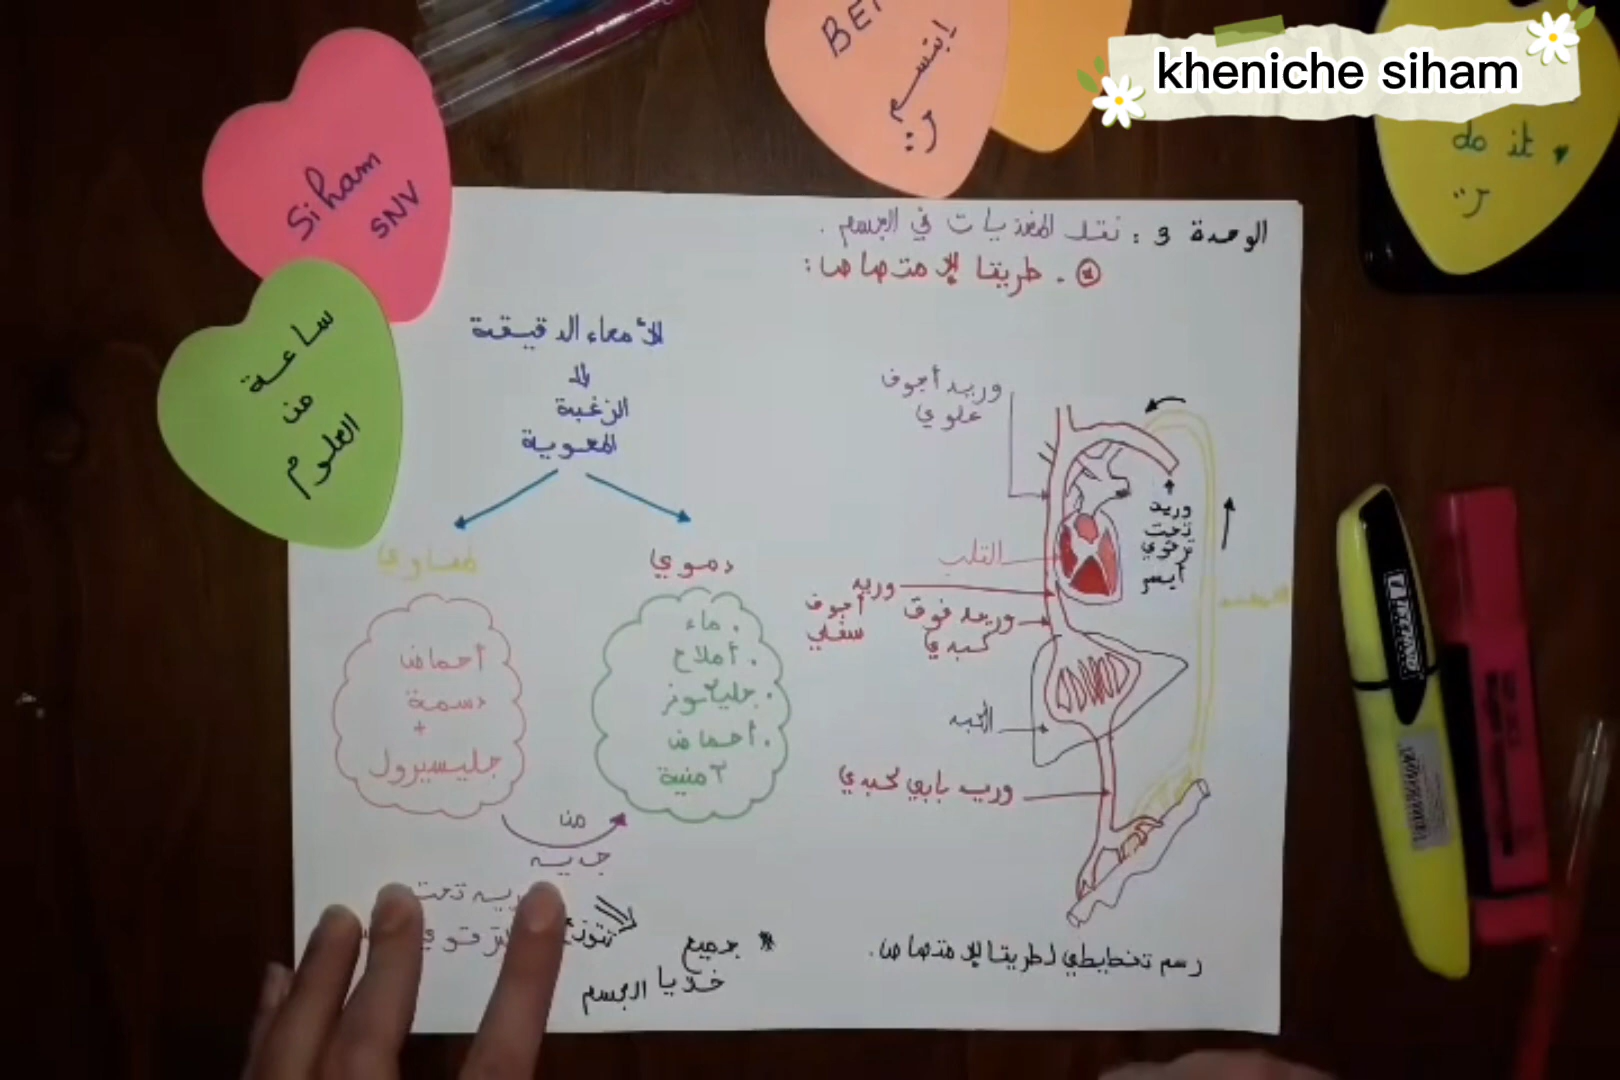 kheniche siham
Siham
SNV
ساعة
من
العلوم
إبتسم
do it
الوحدة 3 : نقل المغذيات في الجسم .
. طريقا الإمتصاص :
الأمعاء الدقيقة
الزغبة
المعوية
لمفاوي
دموي
أحماض
دسمة
+
جليسيرول
. ماء
. أملاح
. جليكوز
. أحماض
أمينية
من
جديد
تحت
* جميع
خلايا الجسم
وريد أجوف
علوي
وريد
تحت
ترقوي
أيسر
القلب
وريد
أجوف
سفلي
وريد فوق
كبدي
الكبد
وريد بابي كبدي
رسم تخطيطي لطريقا الإمتصاص .